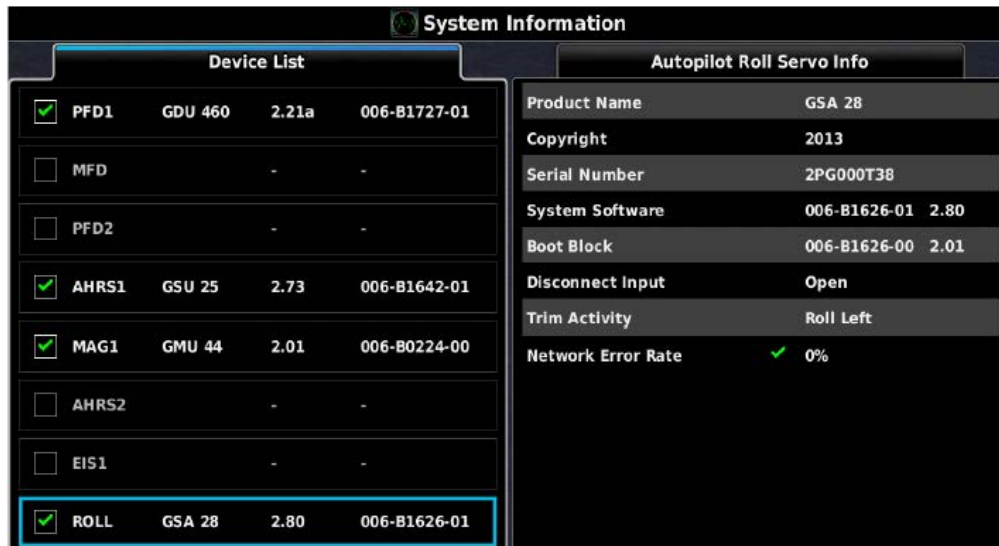 System Information
Device List
PFD1 GDU 460 2.21a 006-B1727-01
MFD - -
PFD2 - -
AHRS1 GSU 25 2.73 006-B1642-01
MAG1 GMU 44 2.01 006-B0224-00
AHRS2 - -
EIS1 - -
ROLL GSA 28 2.80 006-B1626-01
Autopilot Roll Servo Info
Product Name GSA 28
Copyright 2013
Serial Number 2PG000T38
System Software 006-B1626-01 2.80
Boot Block 006-B1626-00 2.01
Disconnect Input Open
Trim Activity Roll Left
Network Error Rate 0%